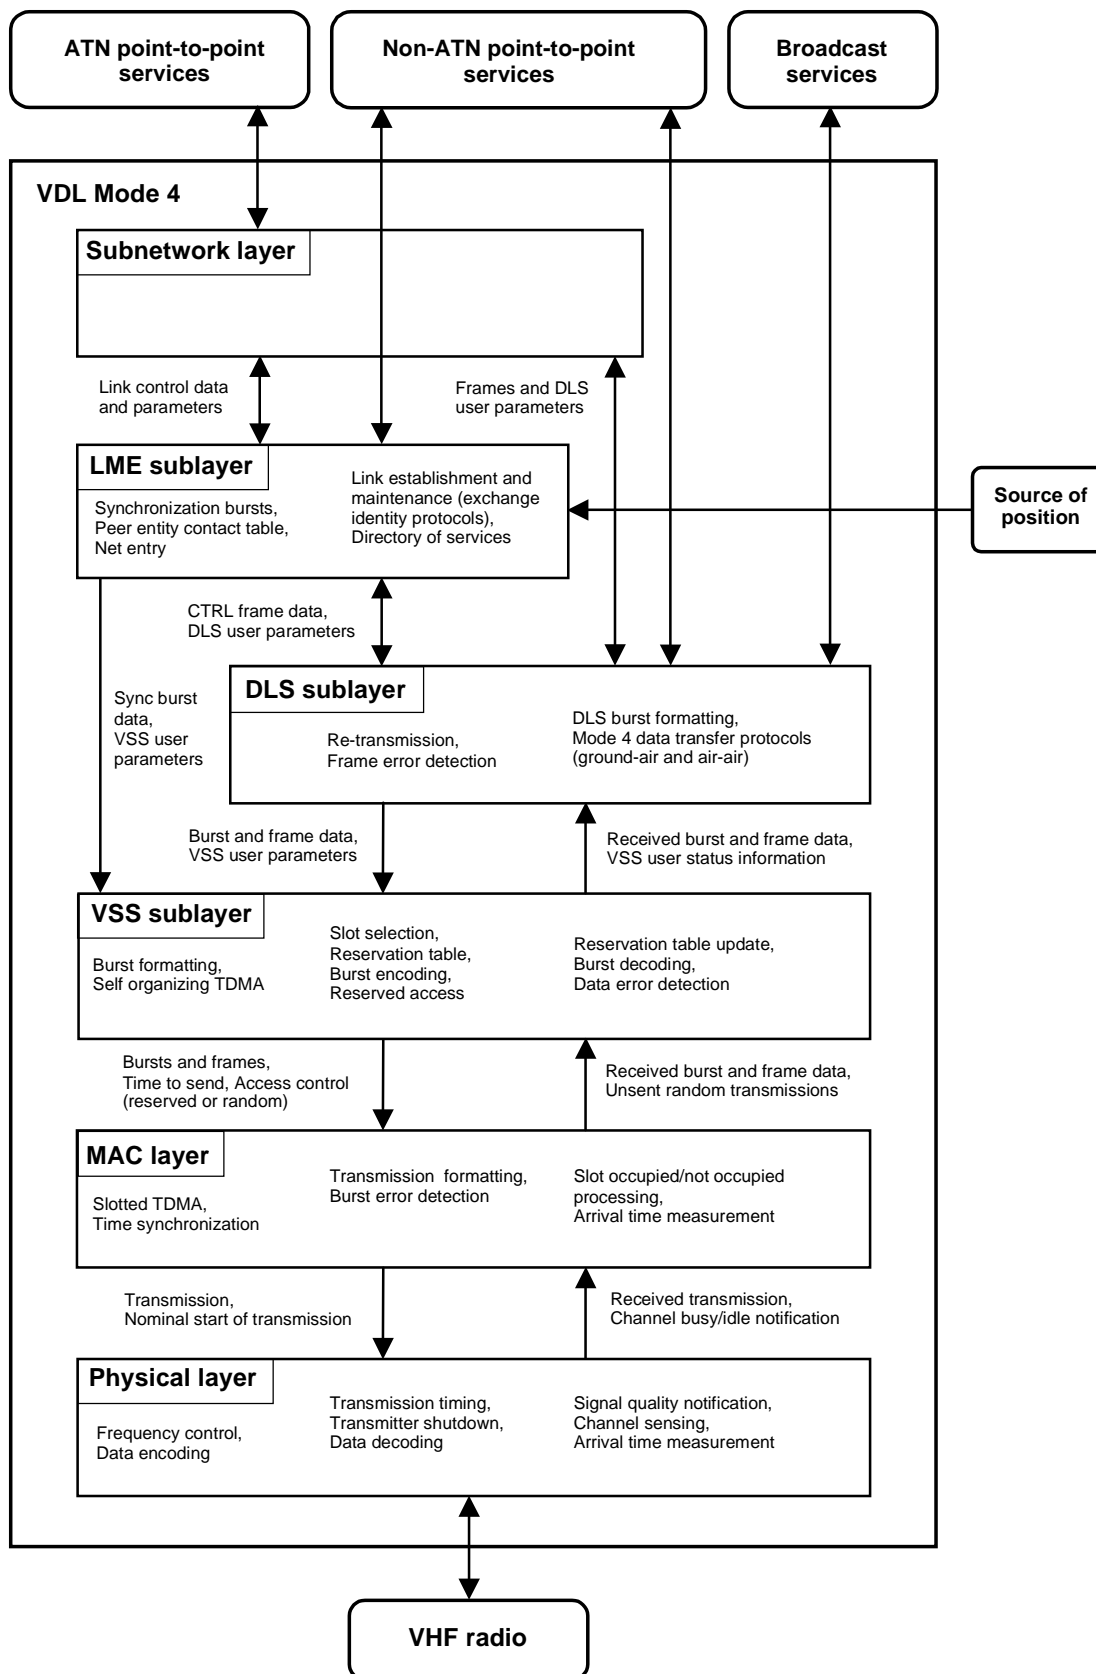 ATN point-to-point
services
Non-ATN point-to-point
services
Broadcast
services
VDL Mode 4
Subnetwork layer
Link control data
and parameters
Frames and DLS
user parameters
LME sublayer
Synchronization bursts,
Peer entity contact table,
Net entry
Link establishment and
maintenance (exchange
identity protocols),
Directory of services
Source of
position
CTRL frame data,
DLS user parameters
Sync burst
data,
VSS user
parameters
DLS sublayer
Re-transmission,
Frame error detection
DLS burst formatting,
Mode 4 data transfer protocols
(ground-air and air-air)
Burst and frame data,
VSS user parameters
Received burst and frame data,
VSS user status information
VSS sublayer
Burst formatting,
Self organizing TDMA
Slot selection,
Reservation table,
Burst encoding,
Reserved access
Reservation table update,
Burst decoding,
Data error detection
Bursts and frames,
Time to send, Access control
(reserved or random)
Received burst and frame data,
Unsent random transmissions
MAC layer
Slotted TDMA,
Time synchronization
Transmission formatting,
Burst error detection
Slot occupied/not occupied
processing,
Arrival time measurement
Transmission,
Nominal start of transmission
Received transmission,
Channel busy/idle notification
Physical layer
Frequency control,
Data encoding
Transmission timing,
Transmitter shutdown,
Data decoding
Signal quality notification,
Channel sensing,
Arrival time measurement
VHF radio